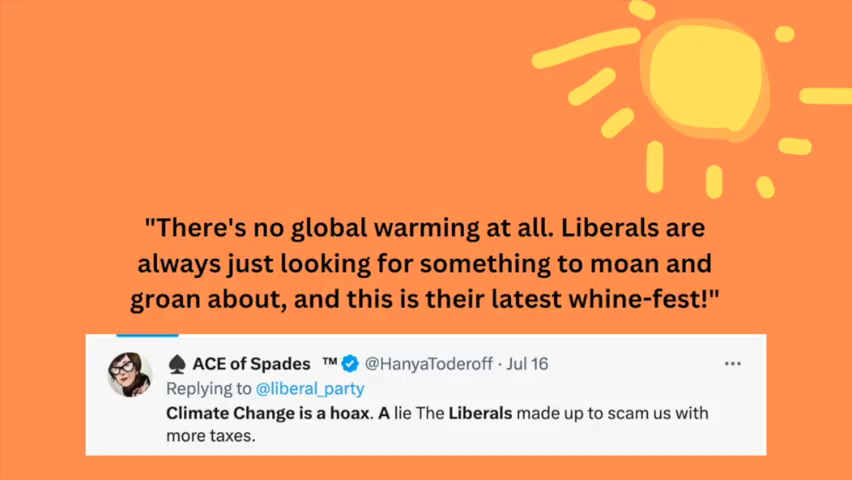 "There's no global warming at all. Liberals are
always just looking for something to moan and
groan about, and this is their latest whine-fest!"
♠ ACE of Spades ™ @HanyaToderoff · Jul 16
Replying to @liberal_party
Climate Change is a hoax. A lie The Liberals made up to scam us with
more taxes.